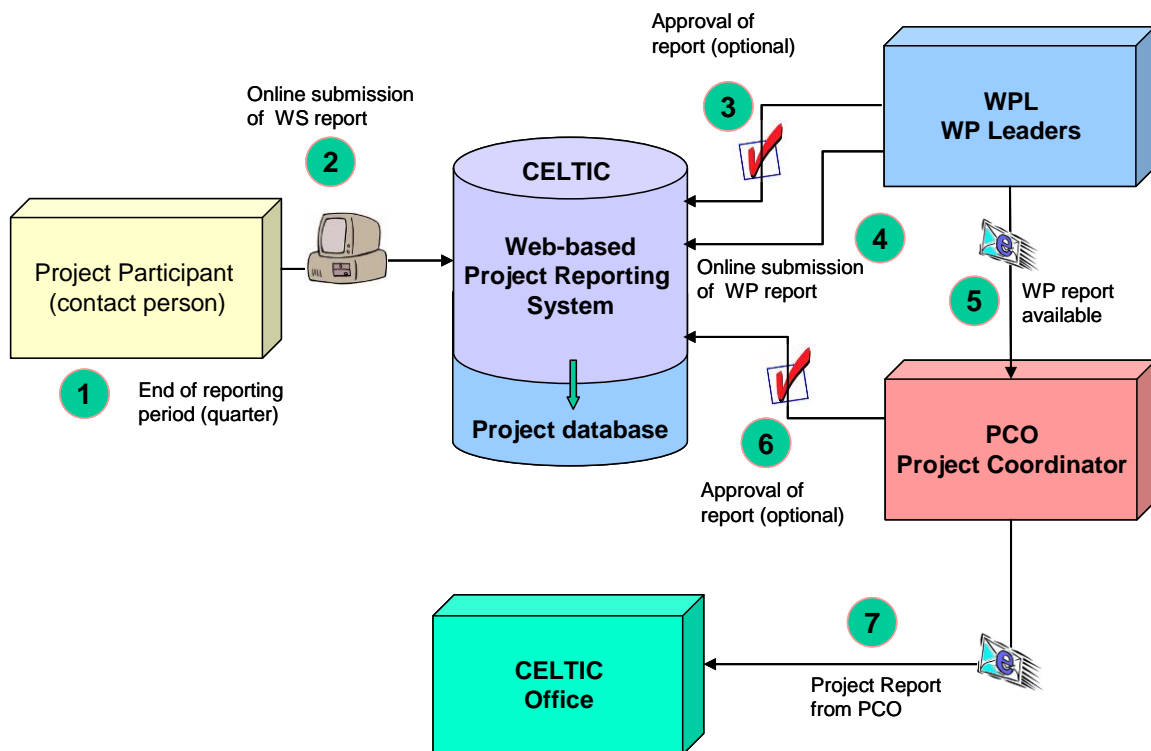 Approval of
report (optional)
3
WPL
WP Leaders
Online submission
of WS report
2
CELTIC
Web-based
Project Reporting
System
Project database
Project Participant
(contact person)
1
End of reporting
period (quarter)
4
Online submission
of WP report
e
5
WP report
available
6
Approval of
report (optional)
PCO
Project Coordinator
7
e
Project Report
from PCO
CELTIC
Office